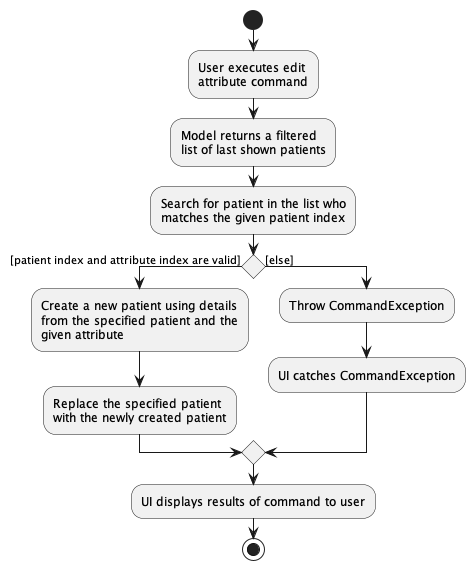 User executes edit
attribute command
Model returns a filtered
list of last shown patients
Search for patient in the list who
matches the given patient index
[patient index and attribute index are valid]
[else]
Create a new patient using details
from the specified patient and the
given attribute
Throw CommandException
Replace the specified patient
with the newly created patient
UI catches CommandException
UI displays results of command to user